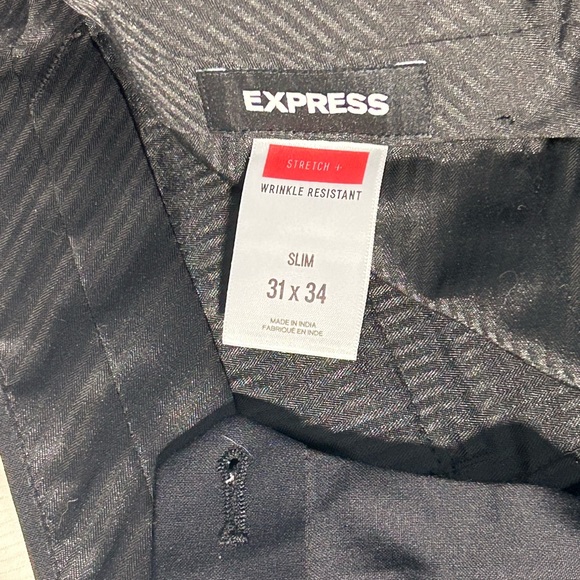 EXPRESS
STRETCH +
WRINKLE RESISTANT
SLIM
31 x 34
MADE IN INDIA
FABRIQUÉ EN INDE